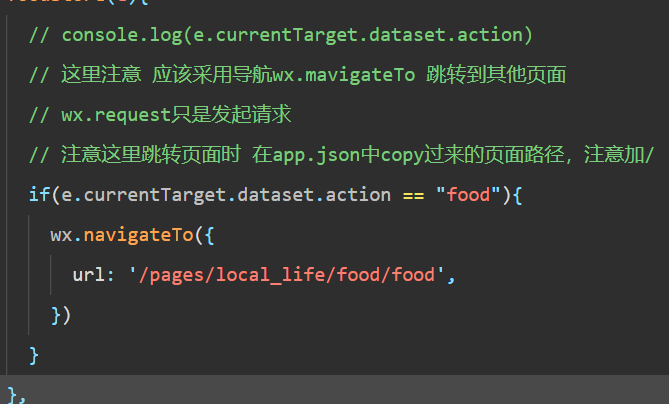 // console.log(e.currentTarget.dataset.action)
// 这里注意 应该采用导航wx.mavigateTo 跳转到其他页面
// wx.request只是发起请求
// 注意这里跳转页面时 在app.json中copy过来的页面路径，注意加/
if(e.currentTarget.dataset.action == "food"){
wx.navigateTo({
url: '/pages/local_life/food/food',
})
}
},